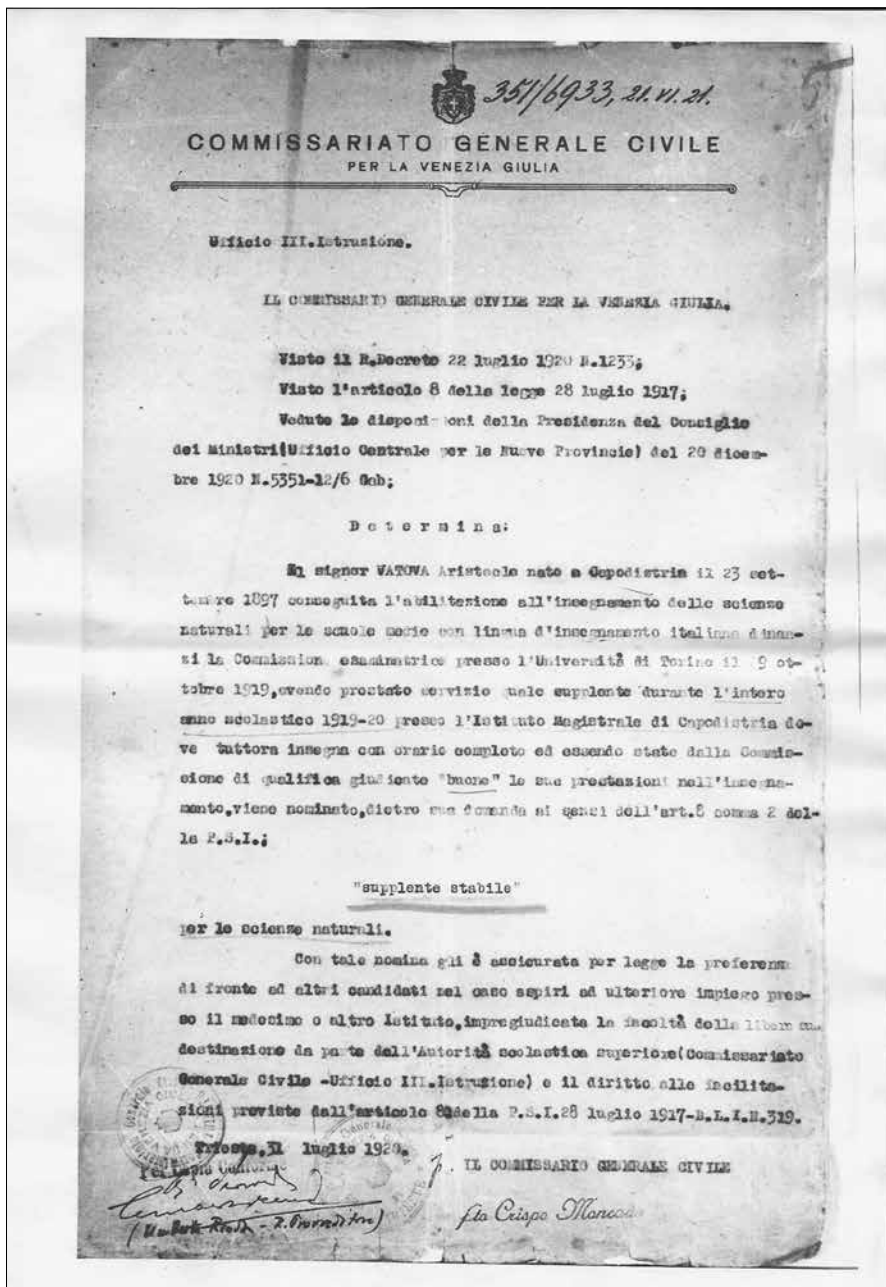 351/6933, 21.VI.21.
COMMISSARIATO GENERALE CIVILE
PER LA VENEZIA GIULIA
Ufficio III.Istruzione.
IL COMMISSARIO GENERALE CIVILE PER LA VENEZIA GIULIA.
Visto il R.Decreto 22 luglio 1920 N.1233;
Visto l'articolo 8 della legge 28 luglio 1917;
Vedute le disposizioni della Presidenza del Consiglio
dei Ministri(Ufficio Centrale per le Nuove Provincie) del 20 dicem-
bre 1920 N.5351-12/6 Gab;
Determina:
Il signor VATOVA Aristocle nato a Capodistria il 23 set-
tembre 1897 conseguita l'abilitazione all'insegnamento delle scienze
naturali per le scuole medie con lingua d'insegnamento italiana dinan-
zi la Commissione esaminatrice presso l'Università di Torino il 9 ot-
tobre 1919,avendo prestato servizio quale supplente durante l'intero
anno scolastico 1919-20 presso l'Istituto Magistrale di Capodistria do-
ve tuttora insegna con orario completo ed essendo state dalla Commis-
sione di qualifica giudicate "buone" le sue prestazioni nell'insegna-
mento,viene nominato,dietro sua domanda ai sensi dell'art.8 comma 2 del-
la P.S.I.;
"supplente stabile"
per le scienze naturali.
Con tale nomina gli è assicurata per legge la preferenza
di fronte ad altri candidati nel caso aspiri ad ulteriore impiego pres-
so il medesimo o altro Istituto,impregiudicata la facoltà della libera
destinazione da parte dell'Autorità scolastica superiore(Commissariato
Generale Civile -Ufficio III.Istruzione) e il diritto alle facilita-
zioni previste dall'articolo 8 della P.S.I.28 luglio 1917-B.L.I.N.319.
Trieste,31 luglio 1920.
Per Copia Conforme
IL COMMISSARIO GENERALE CIVILE
fto Crispo Moncada